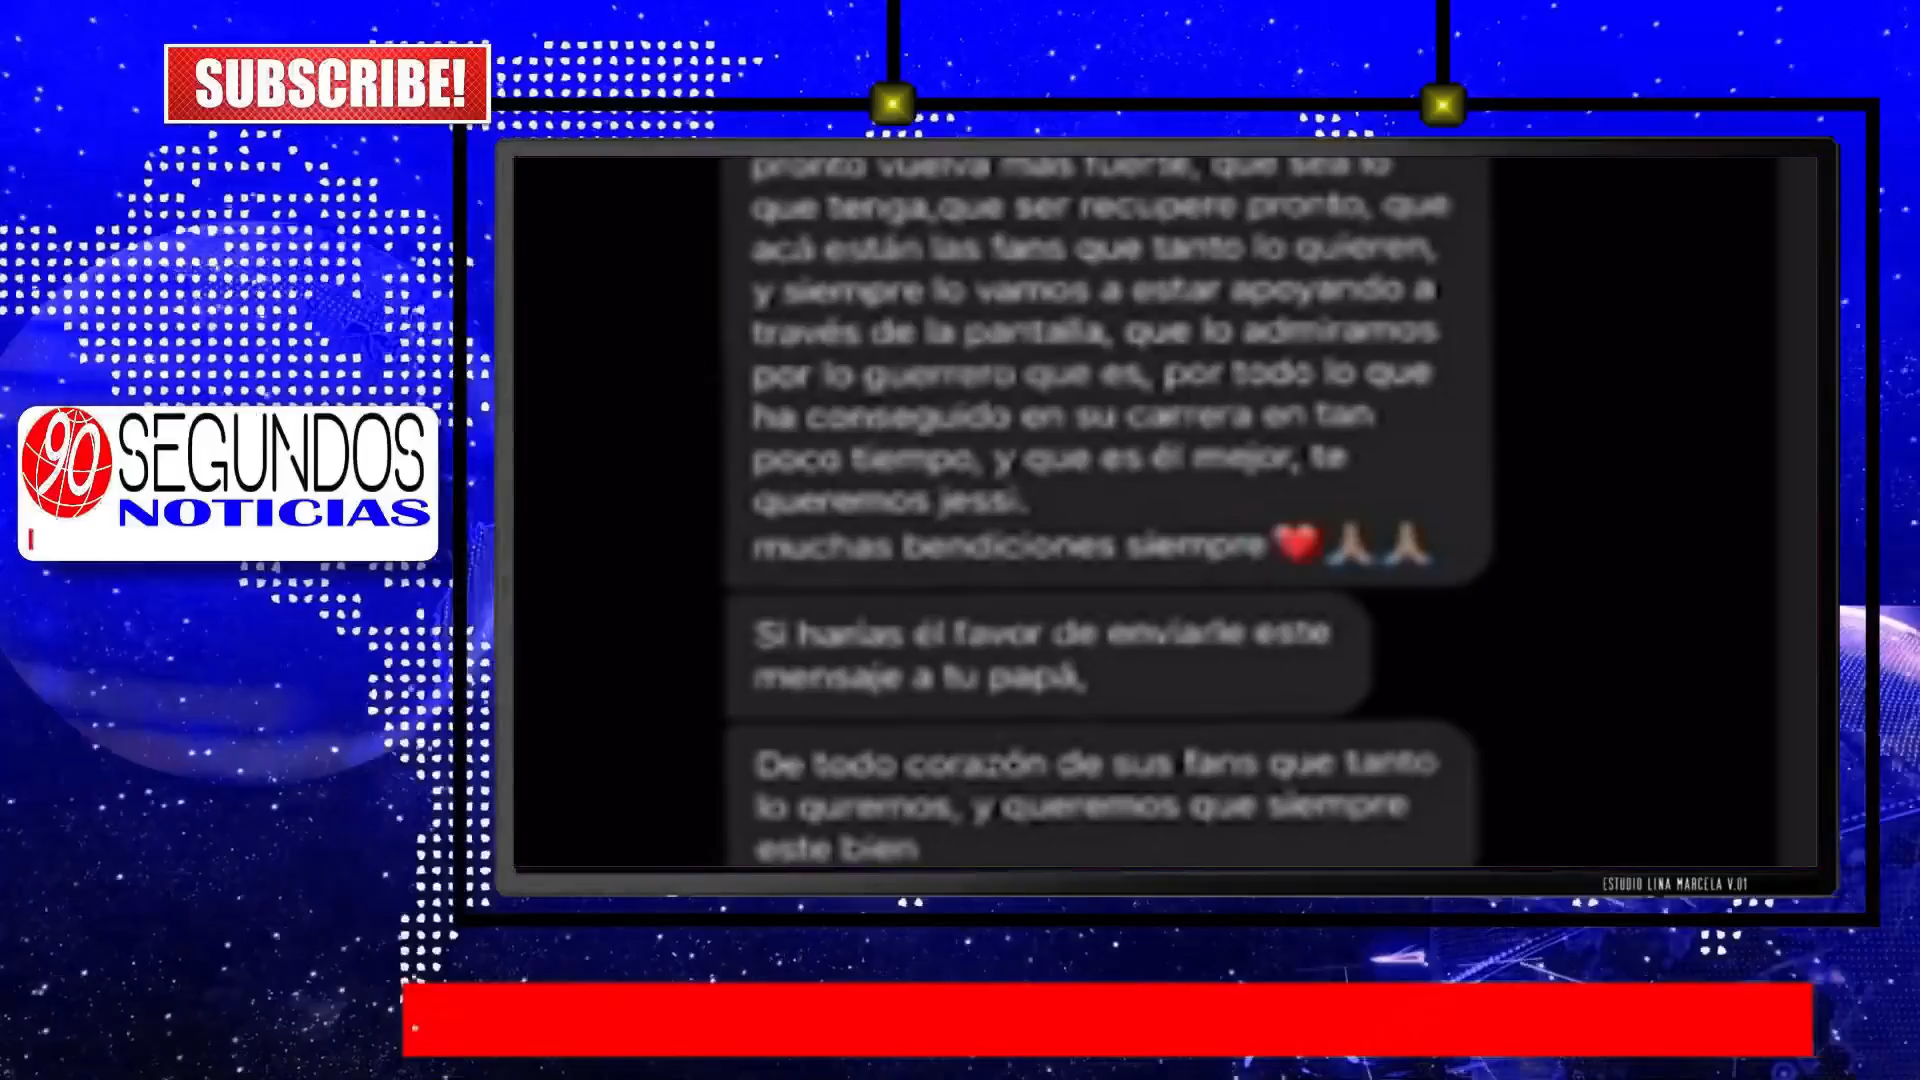 SUBSCRIBE!
90 SEGUNDOS
NOTICIAS
pronto vuelva más fuerte, que sea lo
que tenga,que ser recupere pronto, que
acá están las fans que tanto lo quieren,
y siempre lo vamos a estar apoyando a
través de la pantalla, que lo admiramos
por lo guerrero que es, por todo lo que
ha conseguido en su carrera en tan
poco tiempo, y que es él mejor, te
queremos jessi.
muchas bendiciones siempre❤️🙏🏼🙏🏼
Si harías él favor de enviarle este
mensaje a tu papá,
De todo corazón de sus fans que tanto
lo quremos, y queremos que siempre
este bien
ESTUDIO LINA MARCELA V.01